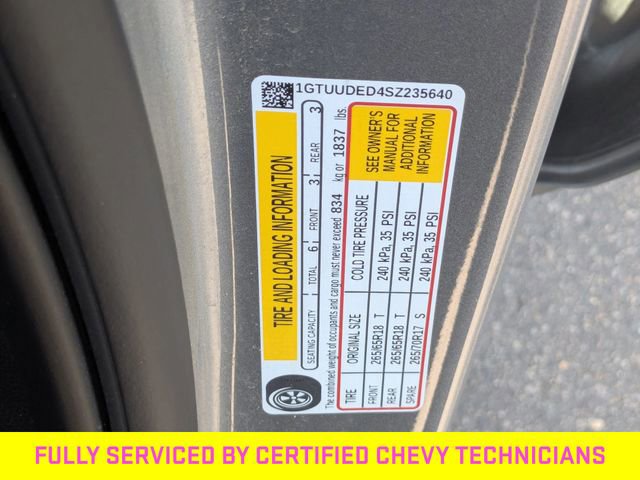 1GTUUDED4SZ235640
TIRE AND LOADING INFORMATION
SEATING CAPACITY TOTAL 6 FRONT 3 REAR 3
The combined weight of occupants and cargo must never exceed 834 kg or 1837 lbs.
TIRE ORIGINAL SIZE COLD TIRE PRESSURE
FRONT 265/65R18 T 240 kPa, 35 PSI
REAR 265/65R18 T 240 kPa, 35 PSI
SPARE 265/70R17 S 240 kPa, 35 PSI
SEE OWNER'S
MANUAL FOR
ADDITIONAL
INFORMATION
FULLY SERVICED BY CERTIFIED CHEVY TECHNICIANS